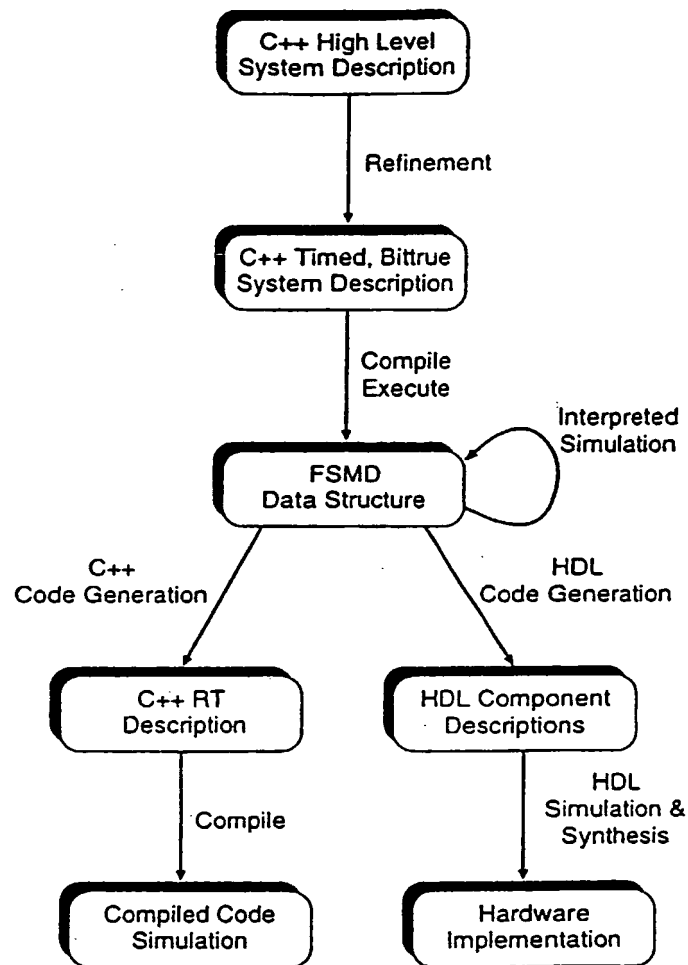 C++ High Level
System Description
Refinement
C++ Timed, Bittrue
System Description
Compile
Execute
Interpreted
Simulation
FSMD
Data Structure
C++
Code Generation
HDL
Code Generation
C++ RT
Description
HDL Component
Descriptions
Compile
HDL
Simulation &
Synthesis
Compiled Code
Simulation
Hardware
Implementation